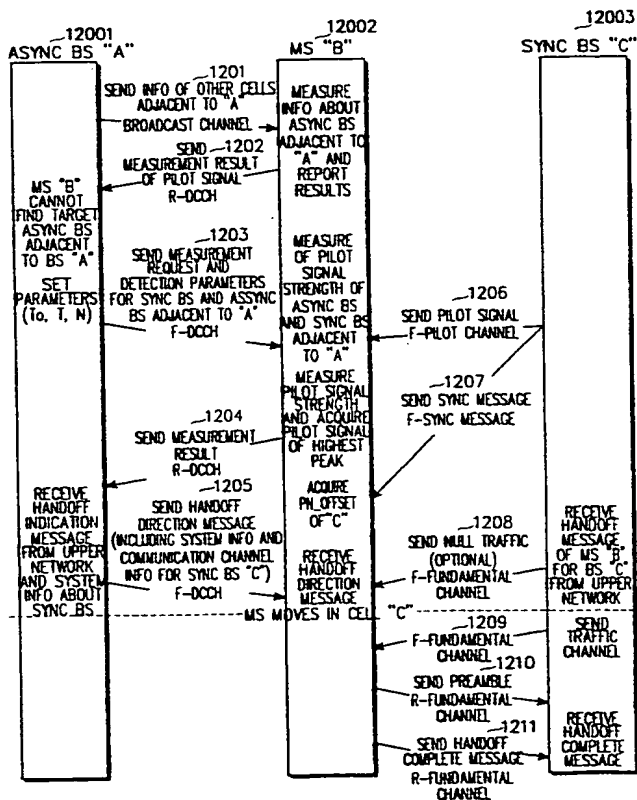 12001
ASYNC BS "A"
12002
MS "B"
12003
SYNC BS "C"
1201
SEND INFO OF OTHER CELLS
ADJACENT TO "A"
BROADCAST CHANNEL
MEASURE
INFO ABOUT
ASYNC BS
ADJACENT TO
"A" AND
REPORT
RESULTS
SEND 1202
MEASUREMENT RESULT
OF PILOT SIGNAL
R-DCCH
MS "B"
CANNOT
FIND TARGET
ASYNC BS
ADJACENT
TO BS "A"
SET
PARAMETERS
(To, T, N)
1203
SEND MEASUREMENT
REQUEST AND
DETECTION PARAMETERS
FOR SYNC BS AND ASSYNC
BS ADJACENT TO "A"
F-DCCH
MEASURE
OF PILOT
SIGNAL
STRENGTH OF
ASYNC BS
AND SYNC BS
ADJACENT
TO "A"
1206
SEND PILOT SIGNAL
F-PILOT CHANNEL
1207
SEND SYNC MESSAGE
F-SYNC MESSAGE
MEASURE
PILOT SIGNAL
STRENGTH
AND ACQUIRE
PILOT SIGNAL
OF HIGHEST
PEAK
1204
SEND MEASUREMENT
RESULT
R-DCCH
ACQUIRE
PN_OFFSET
OF "C"
RECEIVE
HANDOFF
INDICATION
MESSAGE
FROM UPPER
NETWORK
AND SYSTEM
INFO ABOUT
SYNC BS
1205
SEND HANDOFF
DIRECTION MESSAGE
(INCLUDING SYSTEM INFO AND
COMMUNICATION CHANNEL
INFO FOR SYNC BS "C")
F-DCCH
RECEIVE
HANDOFF
DIRECTION
MESSAGE
1208
SEND NULL TRAFFIC
(OPTIONAL)
F-FUNDAMENTAL
CHANNEL
RECEIVE
HANDOFF
MESSAGE
OF MS "B"
FOR BS "C"
FROM UPPER
NETWORK
MS MOVES IN CELL "C"
1209
F-FUNDAMENTAL
CHANNEL
SEND
TRAFFIC
CHANNEL
1210
SEND PREAMBLE
R-FUNDAMENTAL
CHANNEL
1211
SEND HANDOFF
COMPLETE MESSAGE
R-FUNDAMENTAL
CHANNEL
RECEIVE
HANDOFF
COMPLETE
MESSAGE